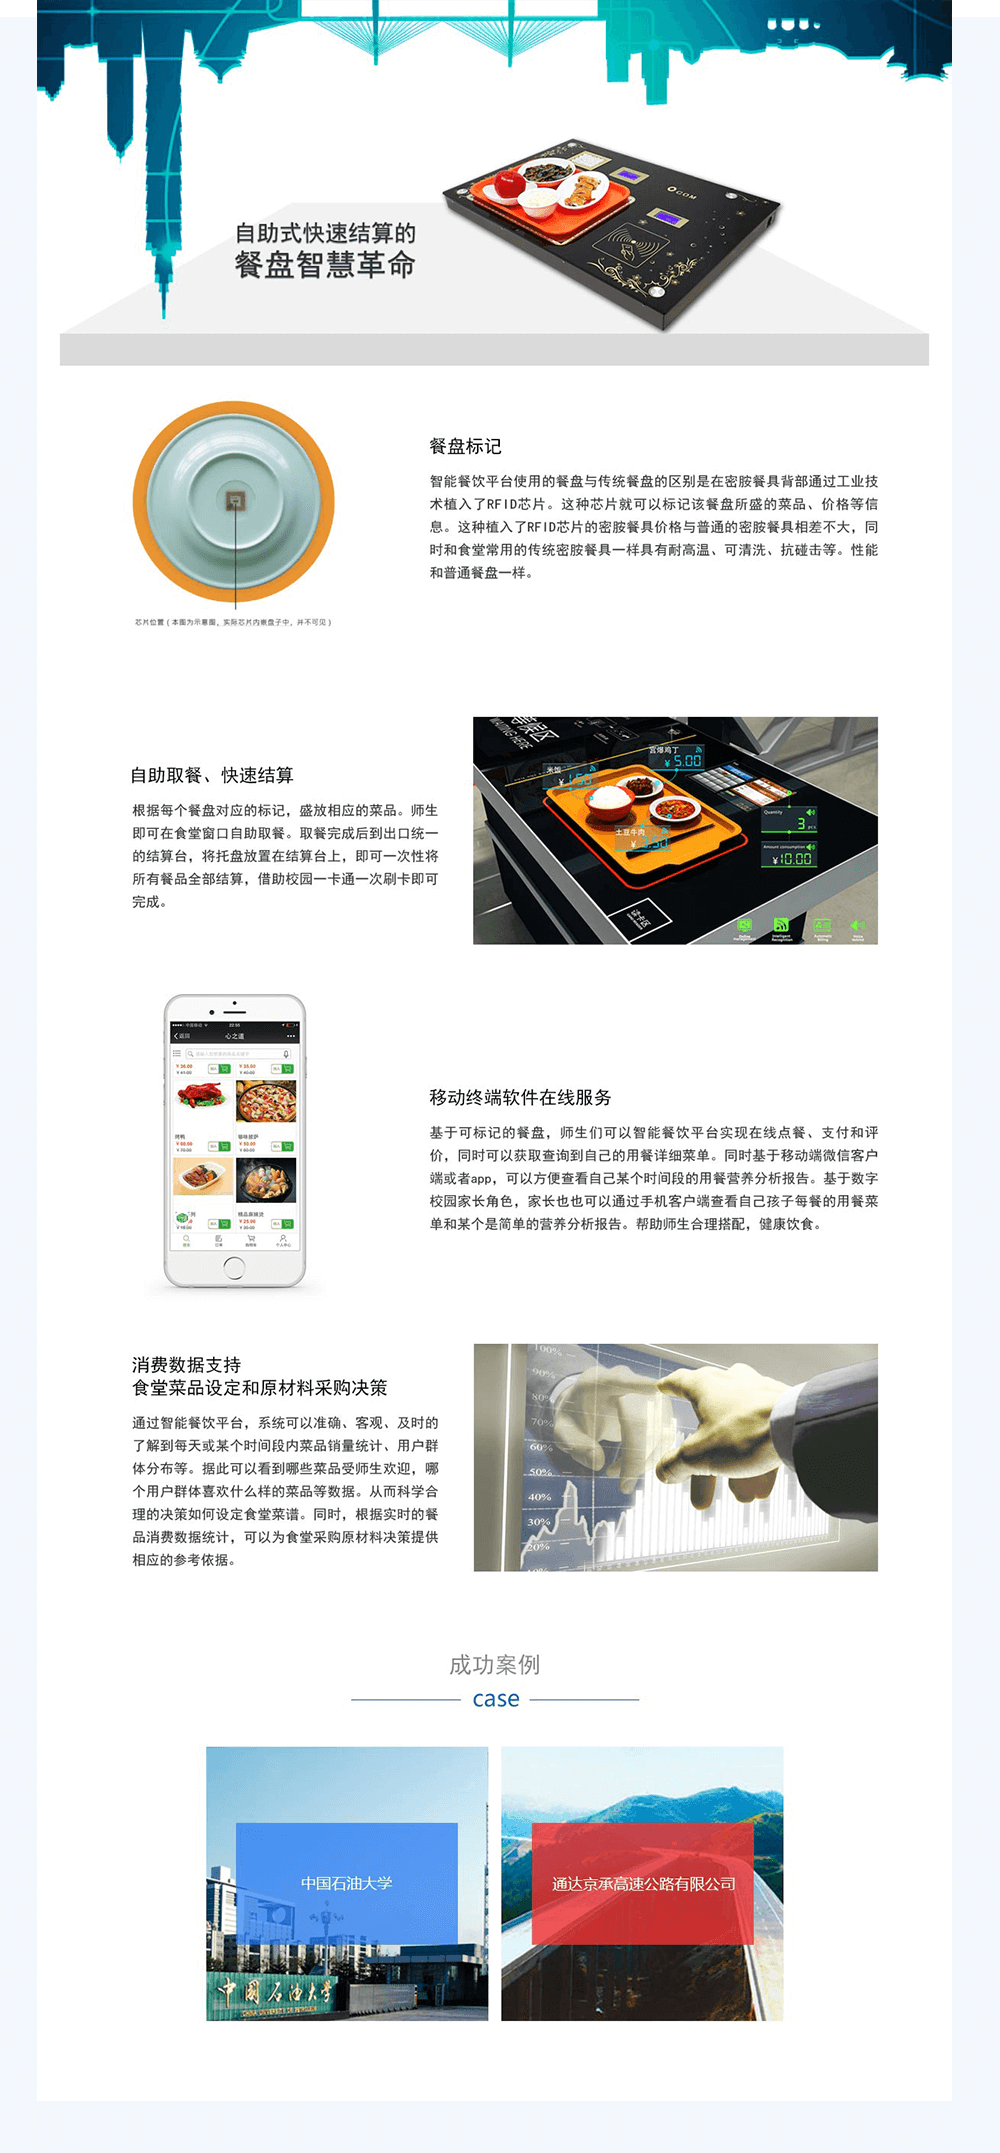 自助式快速结算的
餐盘智慧革命
COM
餐盘标记
智能餐饮平台使用的餐盘与传统餐盘的区别是在密胺餐具背部通过工业技
术植入了RFID芯片。这种芯片就可以标记该餐盘所盛的菜品、价格等信
息。这种植入了RFID芯片的密胺餐具价格与普通的密胺餐具相差不大，同
时和食堂常用的传统密胺餐具一样具有耐高温、可清洗、抗碰击等。性能
和普通餐盘一样。
芯片位置（本图为示意图，实际芯片内嵌盘子中，并不可见）
自助取餐、快速结算
根据每个餐盘对应的标记，盛放相应的菜品。师生
即可在食堂窗口自助取餐。取餐完成后到出口统一
的结算台，将托盘放置在结算台上，即可一次性将
所有餐品全部结算，借助校园一卡通一次刷卡即可
完成。
等候区
WAITING HERE
宫爆鸡丁
¥ 5.00
米饭
¥ 1.50
土豆牛肉
¥ 3.50
Quantity
3 pcs
Amount consumption
¥10.00
22:55
返回
心之道
¥ 38.00
¥ 25.80
烤鸭
¥ 68.00
¥ 50.00
¥ 25.00
移动终端软件在线服务
基于可标记的餐盘，师生们可以智能餐饮平台实现在线点餐、支付和评
价，同时可以获取查询到自己的用餐详细菜单。同时基于移动端微信客户
端或者app，可以方便查看自己某个时间段的用餐营养分析报告。基于数字
校园家长角色，家长也也可以通过手机客户端查看自己孩子每餐的用餐菜
单和某个是简单的营养分析报告。帮助师生合理搭配，健康饮食。
消费数据支持
食堂菜品设定和原材料采购决策
通过智能餐饮平台，系统可以准确、客观、及时的
了解到每天或某个时间段内菜品销量统计、用户群
体分布等。据此可以看到哪些菜品受师生欢迎，哪
个用户群体喜欢什么样的菜品等数据。从而科学合
理的决策如何设定食堂菜谱。同时，根据实时的餐
品消费数据统计，可以为食堂采购原材料决策提供
相应的参考依据。
100%
90%
80%
70%
60%
50%
40%
30%
20%
成功案例
case
中国石油大学
中国石油大学
CHINA UNIVERSITY OF PETROLEUM
通达京承高速公路有限公司